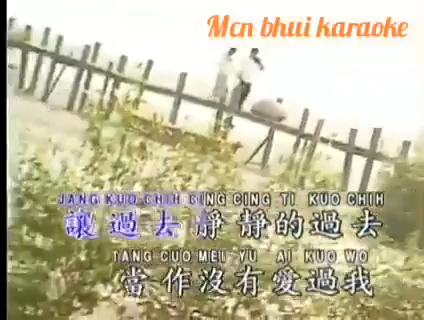 Mcn bhui karaoke
JANG KUO CHIH CING CING TI KUO CHIH
讓過去靜靜的過去
TANG CUO MEI YU AI KUO WO
當作沒有愛過我